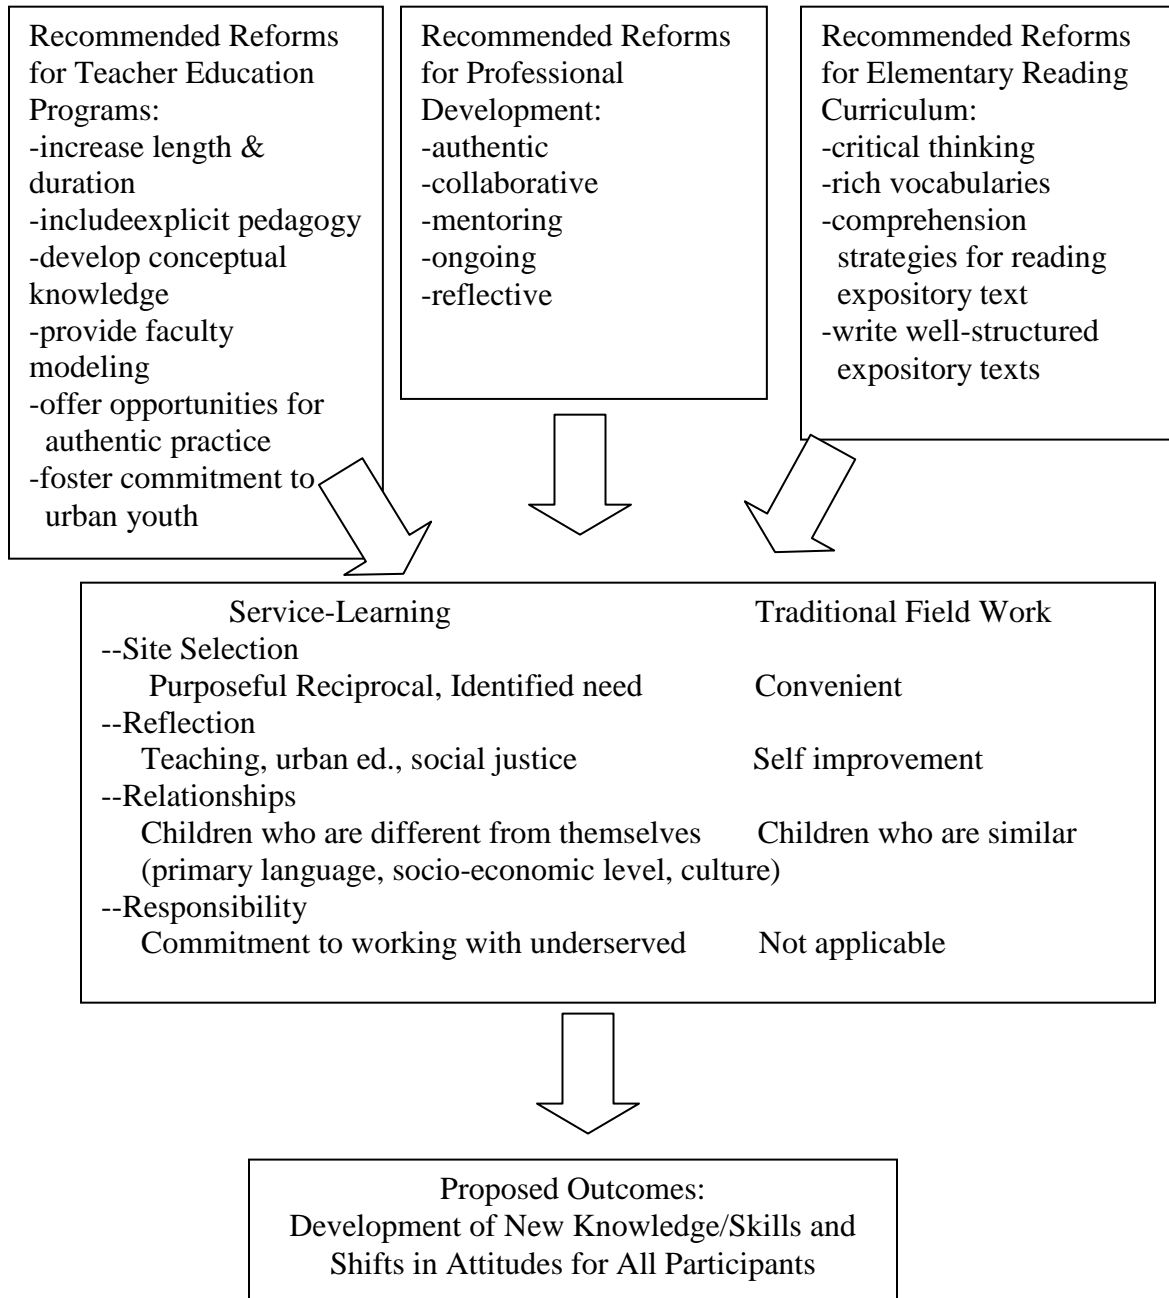 Recommended Reforms
for Teacher Education
Programs:
-increase length &
duration
-includeexplicit pedagogy
-develop conceptual
knowledge
-provide faculty
modeling
-offer opportunities for
authentic practice
-foster commitment to
urban youth
Recommended Reforms
for Professional
Development:
-authentic
-collaborative
-mentoring
-ongoing
-reflective
Recommended Reforms
for Elementary Reading
Curriculum:
-critical thinking
-rich vocabularies
-comprehension
strategies for reading
expository text
-write well-structured
expository texts
Service-Learning Traditional Field Work
--Site Selection
Purposeful Reciprocal, Identified need Convenient
--Reflection
Teaching, urban ed., social justice Self improvement
--Relationships
Children who are different from themselves Children who are similar
(primary language, socio-economic level, culture)
--Responsibility
Commitment to working with underserved Not applicable
Proposed Outcomes:
Development of New Knowledge/Skills and
Shifts in Attitudes for All Participants